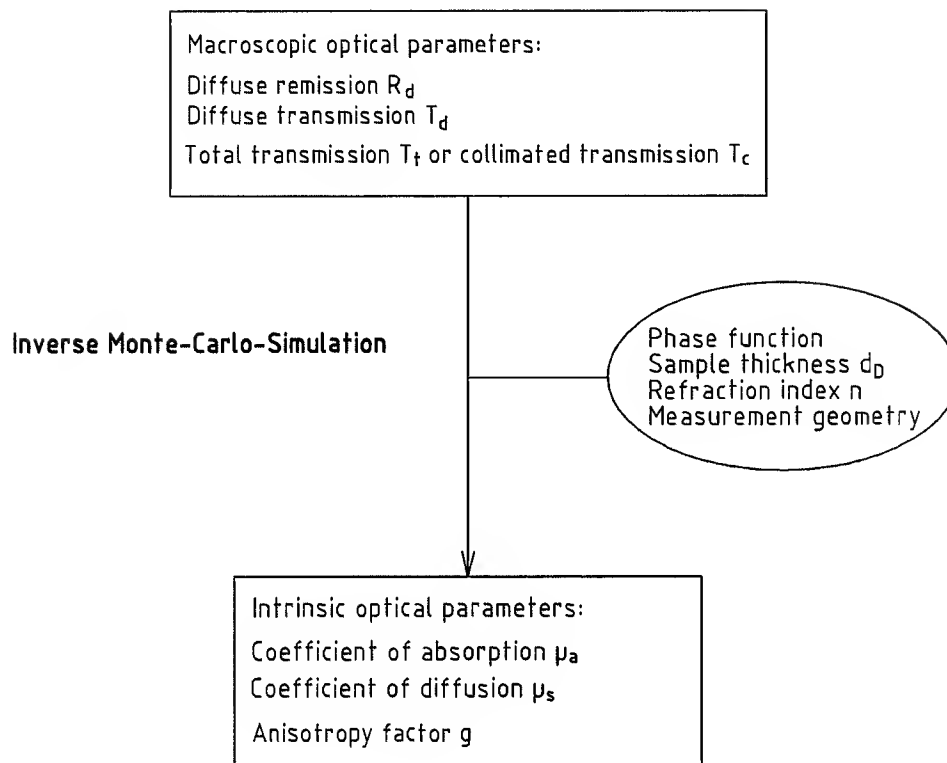 Macroscopic optical parameters:
Diffuse remission R_d
Diffuse transmission T_d
Total transmission T_t or collimated transmission T_c
Inverse Monte-Carlo-Simulation
Phase function
Sample thickness d_D
Refraction index n
Measurement geometry
Intrinsic optical parameters:
Coefficient of absorption μ_a
Coefficient of diffusion μ_s
Anisotropy factor g